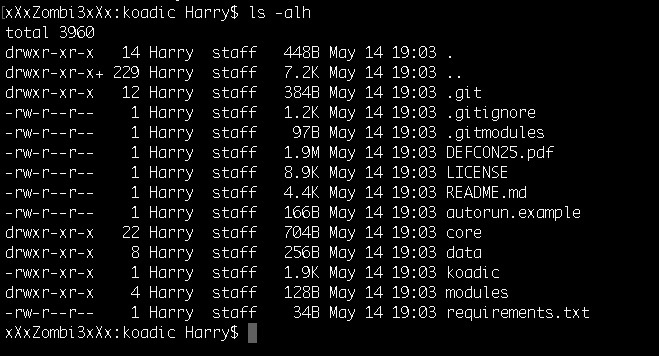 [xXxZombi3xXx:koadic Harry$ ls -alh
total 3960
drwxr-xr-x   14 Harry  staff   448B May 14 19:03 .
drwxr-xr-x+ 229 Harry  staff   7.2K May 14 19:03 ..
drwxr-xr-x   12 Harry  staff   384B May 14 19:03 .git
-rw-r--r--    1 Harry  staff   1.2K May 14 19:03 .gitignore
-rw-r--r--    1 Harry  staff    97B May 14 19:03 .gitmodules
-rw-r--r--    1 Harry  staff   1.9M May 14 19:03 DEFCON25.pdf
-rw-r--r--    1 Harry  staff   8.9K May 14 19:03 LICENSE
-rw-r--r--    1 Harry  staff   4.4K May 14 19:03 README.md
-rw-r--r--    1 Harry  staff   166B May 14 19:03 autorun.example
drwxr-xr-x   22 Harry  staff   704B May 14 19:03 core
drwxr-xr-x    8 Harry  staff   256B May 14 19:03 data
-rwxr-xr-x    1 Harry  staff   1.9K May 14 19:03 koadic
drwxr-xr-x    4 Harry  staff   128B May 14 19:03 modules
-rw-r--r--    1 Harry  staff    34B May 14 19:03 requirements.txt
xXxZombi3xXx:koadic Harry$